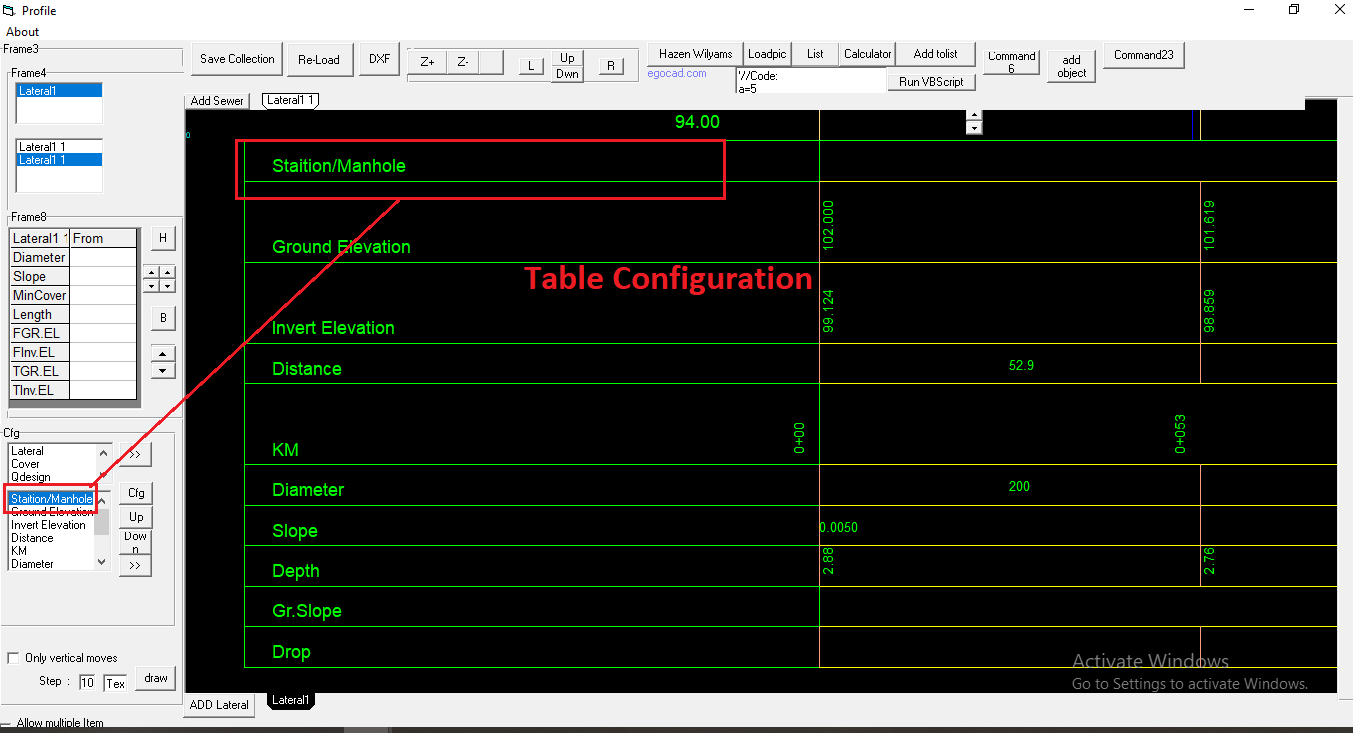 Profile
About
Frame3
Save Collection
Re-Load
DXF
Z+
Z-
L
Up
Dwn
R
Hazen Wilyams
Loadpic
List
Calculator
Add tolist
Command
6
add
object
Command23
egocad.com
'//Code:
a=5
Run VBScript
Frame4
Lateral1
Lateral1 1
Lateral1 1
Add Sewer
Lateral1 1
0
94.00
Staition/Manhole
Ground Elevation
102.000
101.619
Table Configuration
Invert Elevation
99.124
98.859
Distance
52.9
KM
0+00
0+053
Diameter
200
Slope
0.0050
Depth
2.88
2.76
Gr.Slope
Drop
Frame8
Lateral1 1 From
Diameter
Slope
MinCover
Length
FGR.EL
FInv.EL
TGR.EL
TInv.EL
H
B
Cfg
Lateral
Cover
Qdesign
>>
Staition/Manhole
Ground Elevation
Invert Elevation
Distance
KM
Diameter
Cfg
Up
Dow
n
>>
Only vertical moves
Step : 10 Tex draw
Allow multiple Item
ADD Lateral
Lateral1
Activate Windows
Go to Settings to activate Windows.